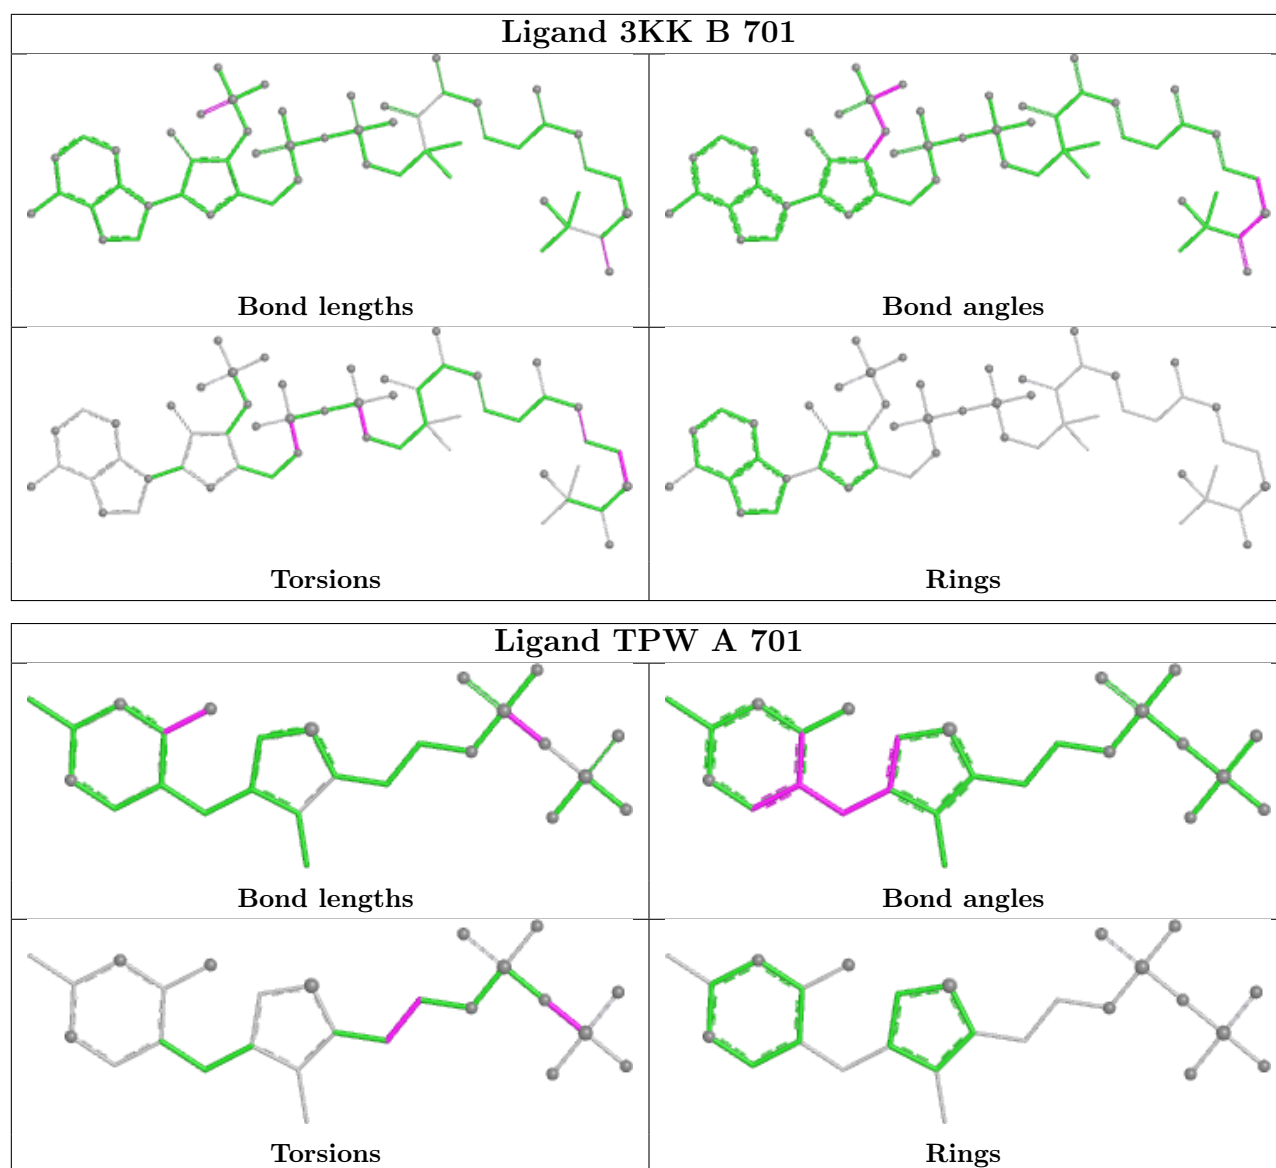 Ligand 3KK B 701
Bond lengths
Bond angles
Torsions
Rings
Ligand TPW A 701
Bond lengths
Bond angles
Torsions
Rings